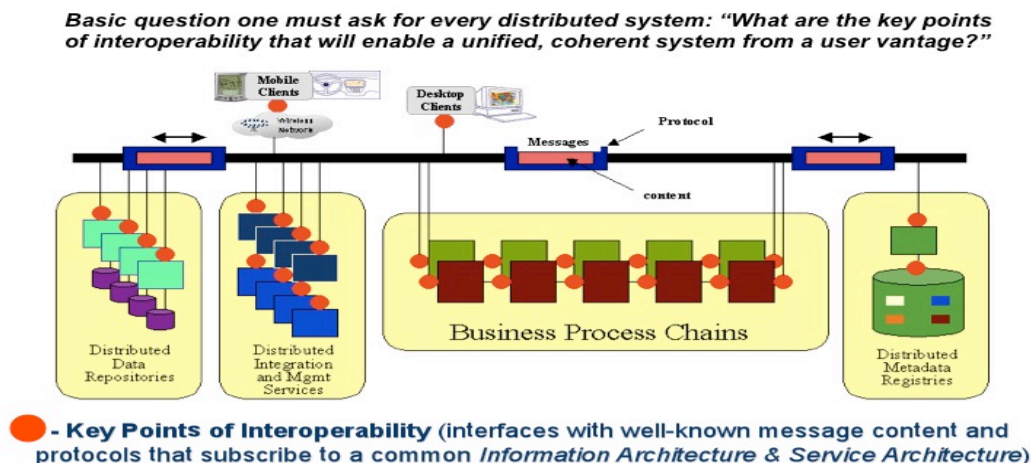 Basic question one must ask for every distributed system: “What are the key points
of interoperability that will enable a unified, coherent system from a user vantage?”
Mobile
Clients
Desktop
Clients
Wireless
Network
Protocol
Messages
content
Business Process Chains
Distributed
Data
Repositories
Distributed
Integration
and Mgmt
Services
Distributed
Metadata
Registries
- Key Points of Interoperability (interfaces with well-known message content and
protocols that subscribe to a common Information Architecture & Service Architecture)